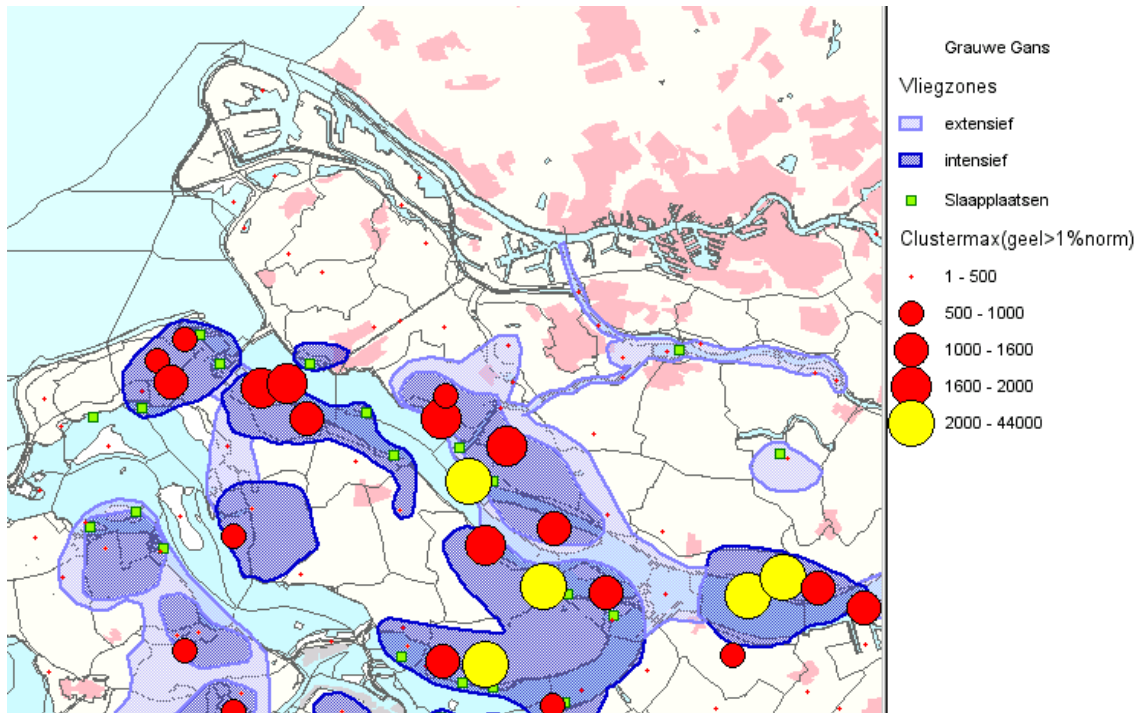 Grauwe Gans
Vliegzones
extensief
intensief
Slaapplaatsen
Clustermax(geel>1%norm)
1 - 500
500 - 1000
1000 - 1600
1600 - 2000
2000 - 44000